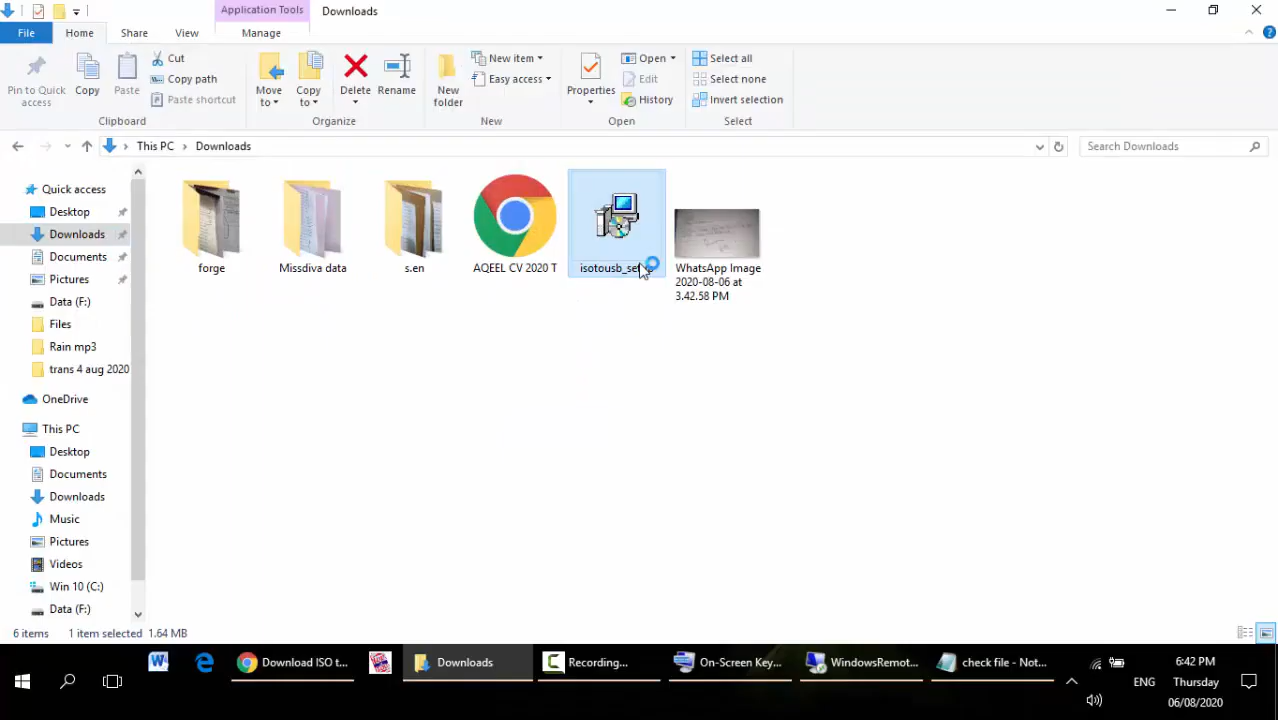 Application Tools
Downloads
File
Home
Share
View
Manage
Pin to Quick
access
Copy
Paste
Cut
Copy path
Paste shortcut
Clipboard
Move
to
Copy
to
Delete
Rename
Organize
New
folder
New item
Easy access
New
Properties
Open
Edit
History
Open
Select all
Select none
Invert selection
Select
This PC
Downloads
Search Downloads
Quick access
Desktop
Downloads
Documents
Pictures
Data (F:)
Files
Rain mp3
trans 4 aug 2020
OneDrive
This PC
Desktop
Documents
Downloads
Music
Pictures
Videos
Win 10 (C:)
Data (F:)
forge
Missdiva data
s.en
AQEEL CV 2020 T
WhatsApp Image
2020-08-06 at
3.42.58 PM
6 items
1 item selected
1.64 MB
Download ISO t...
Downloads
Recording...
On-Screen Key...
WindowsRemot...
check file - Not...
ENG
6:42 PM
Thursday
06/08/2020